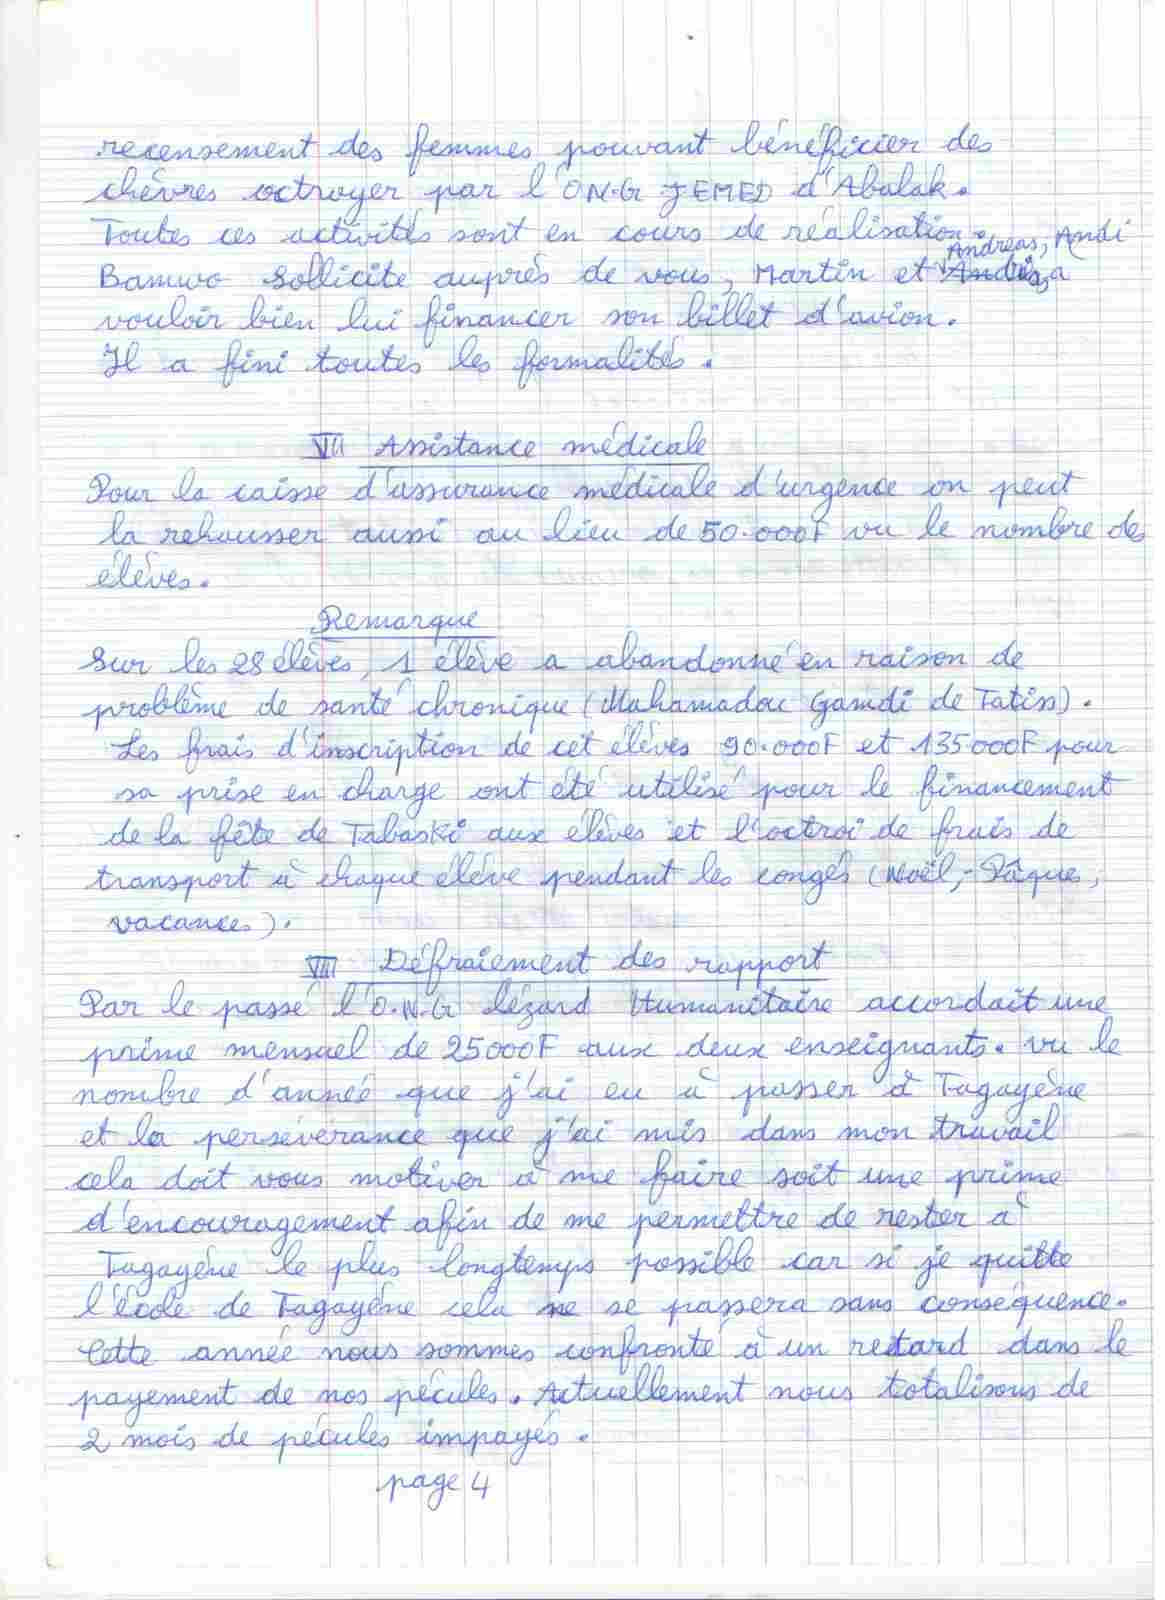 recensement des femmes pouvant bénéficier des
chèvres octroyer par l'O.N.G JEMED d'Abalak.
Toutes ces activités sont en cours de réalisation.
Andreas, Andi
Bamwo Sollicite auprès de vous, Martin et a
vouloir bien lui financer son billet d'avion.
Il a fini toutes les formalités.
VII Assistance médicale
Pour la caisse d'assurance médicale d'urgence on peut
la rehausser aussi au lieu de 50.000F vu le nombre des
élèves.
Remarque
Sur les 28 élèves, 1 élève a abandonné en raison de
problème de santé chronique (Mahamadou Gamdi de Tatiss).
Les frais d'inscription de cet élèves 90.000F et 135000F pour
sa prise en charge ont été utilisé pour le financement
de la fête de Tabaski aux élèves et l'octroi de frais de
transport à chaque élève pendant les congés (Noël, Pâques,
vacances).
VIII Défraiement des rapport
Par le passé l'O.N.G lézard Humanitaire accordait une
prime mensuel de 25000F aux deux enseignants. vu le
nombre d'année que j'ai eu à passer à Tagayène
et la persévérance que j'ai mis dans mon travail
cela doit vous motiver à me faire soit une prime
d'encouragement afin de me permettre de rester à
Tagayène le plus longtemps possible car si je quitte
l'école de Tagayène cela ne se passera sans conséquence.
Cette année nous sommes confronté à un retard dans le
payement de nos pécules. Actuellement nous totalisons de
2 mois de pécules impayés.
page 4